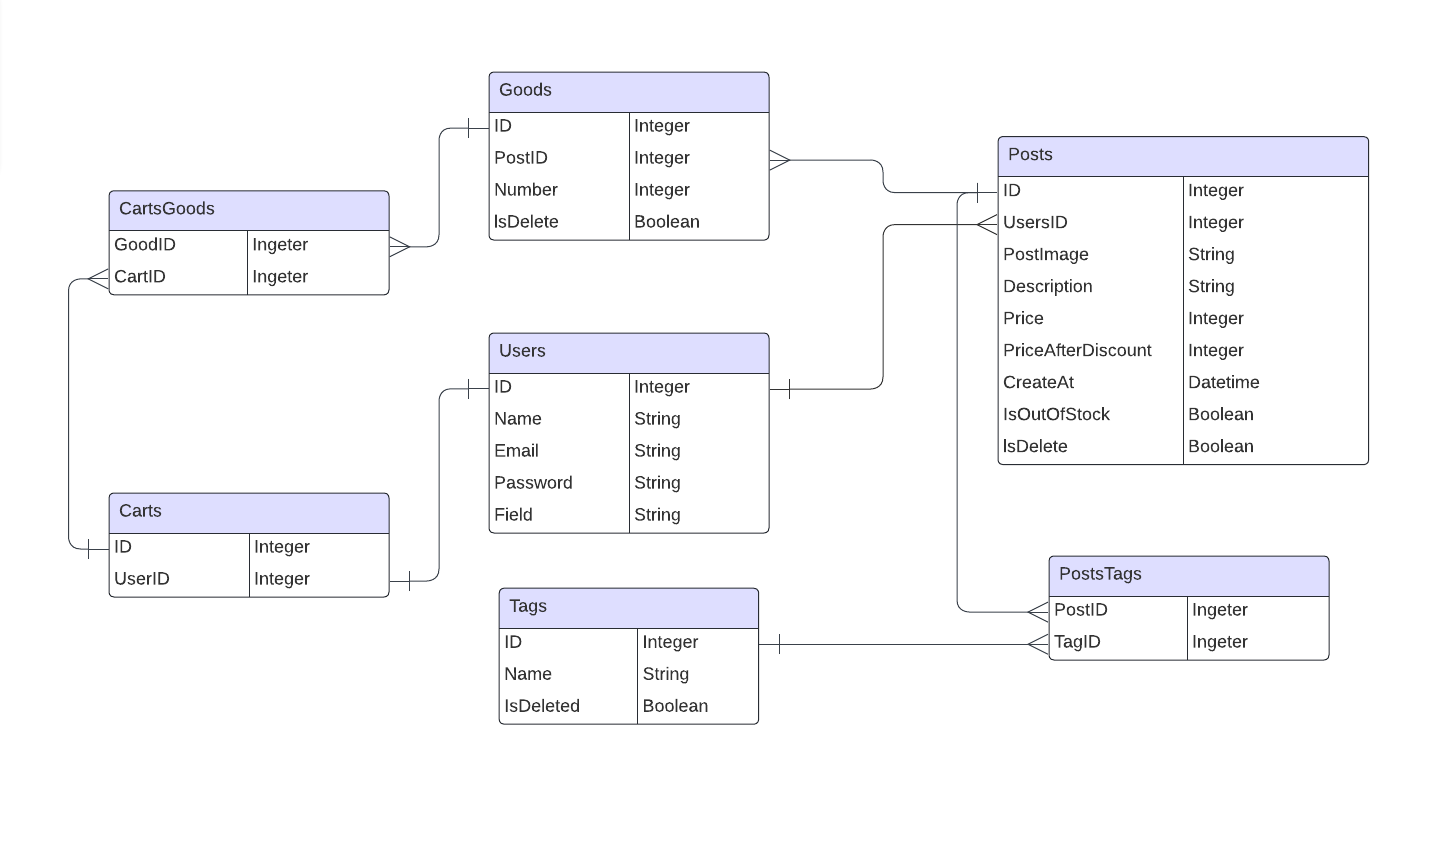 Goods
ID Integer
PostID Integer
Number Integer
IsDelete Boolean
Posts
ID Integer
UsersID Integer
PostImage String
Description String
Price Integer
PriceAfterDiscount Integer
CreateAt Datetime
IsOutOfStock Boolean
IsDelete Boolean
CartsGoods
GoodID Ingeter
CartID Ingeter
Users
ID Integer
Name String
Email String
Password String
Field String
Carts
ID Integer
UserID Integer
Tags
ID Integer
Name String
IsDeleted Boolean
PostsTags
PostID Ingeter
TagID Ingeter